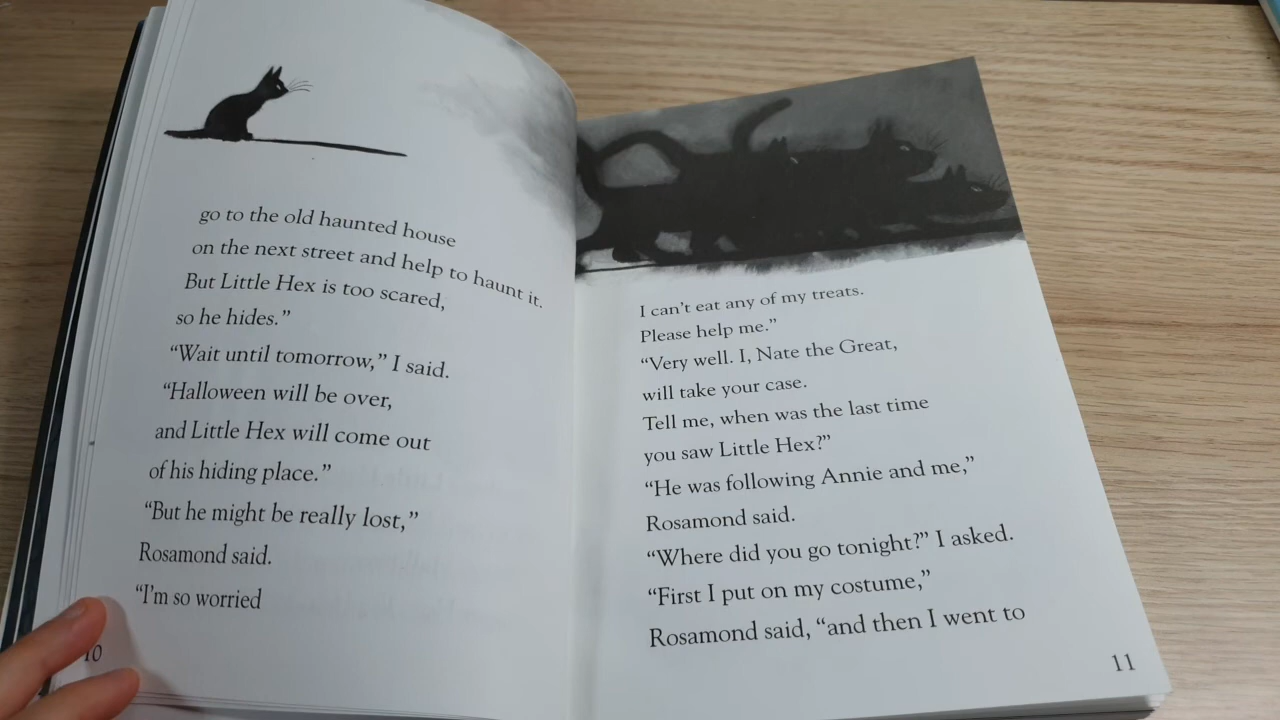 go to the old haunted house
on the next street and help to haunt it.
But Little Hex is too scared,
so he hides.”
“Wait until tomorrow,” I said.
“Halloween will be over,
and Little Hex will come out
of his hiding place.”
“But he might be really lost,”
Rosamond said.
“I’m so worried
10
I can’t eat any of my treats.
Please help me.”
“Very well. I, Nate the Great,
will take your case.
Tell me, when was the last time
you saw Little Hex?”
“He was following Annie and me,”
Rosamond said.
“Where did you go tonight?” I asked.
“First I put on my costume,”
Rosamond said, “and then I went to
11